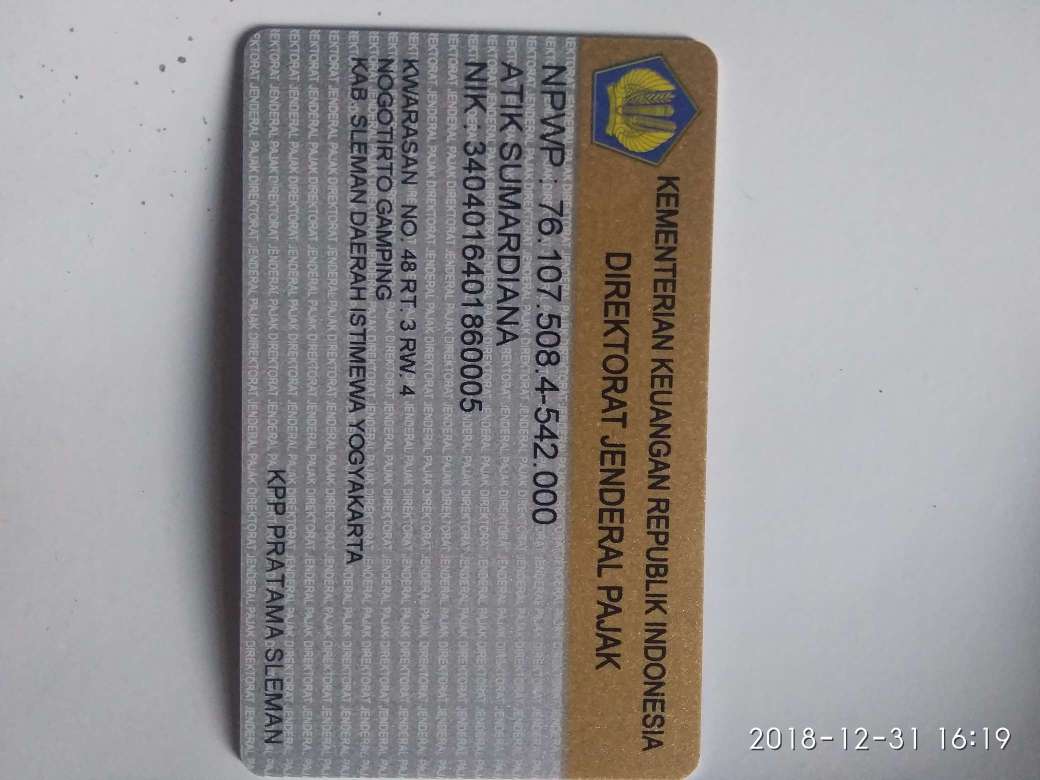 KEMENTERIAN KEUANGAN REPUBLIK INDONESIA
DIREKTORAT JENDERAL PAJAK
NPWP : 76.107.508.4-542.000
ATIK SUMARDIANA
NIK : 3404016401860005
KWARASAN NO. 48 RT. 3 RW. 4
NOGOTIRTO GAMPING
KAB. SLEMAN DAERAH ISTIMEWA YOGYAKARTA
KPP PRATAMA SLEMAN
2018-12-31 16:19